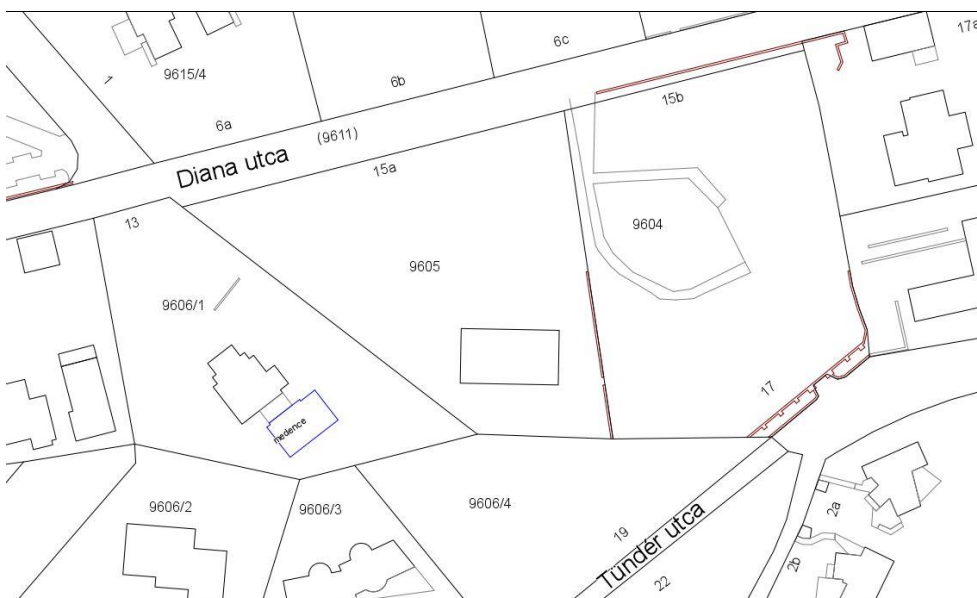 17a
6c
1
9615/4
6b
15b
6a
(9611)
Diana utca
15a
13
9604
9605
9606/1
17
medence
9606/2
9606/3
9606/4
19
Tündér utca
2a
2b
22